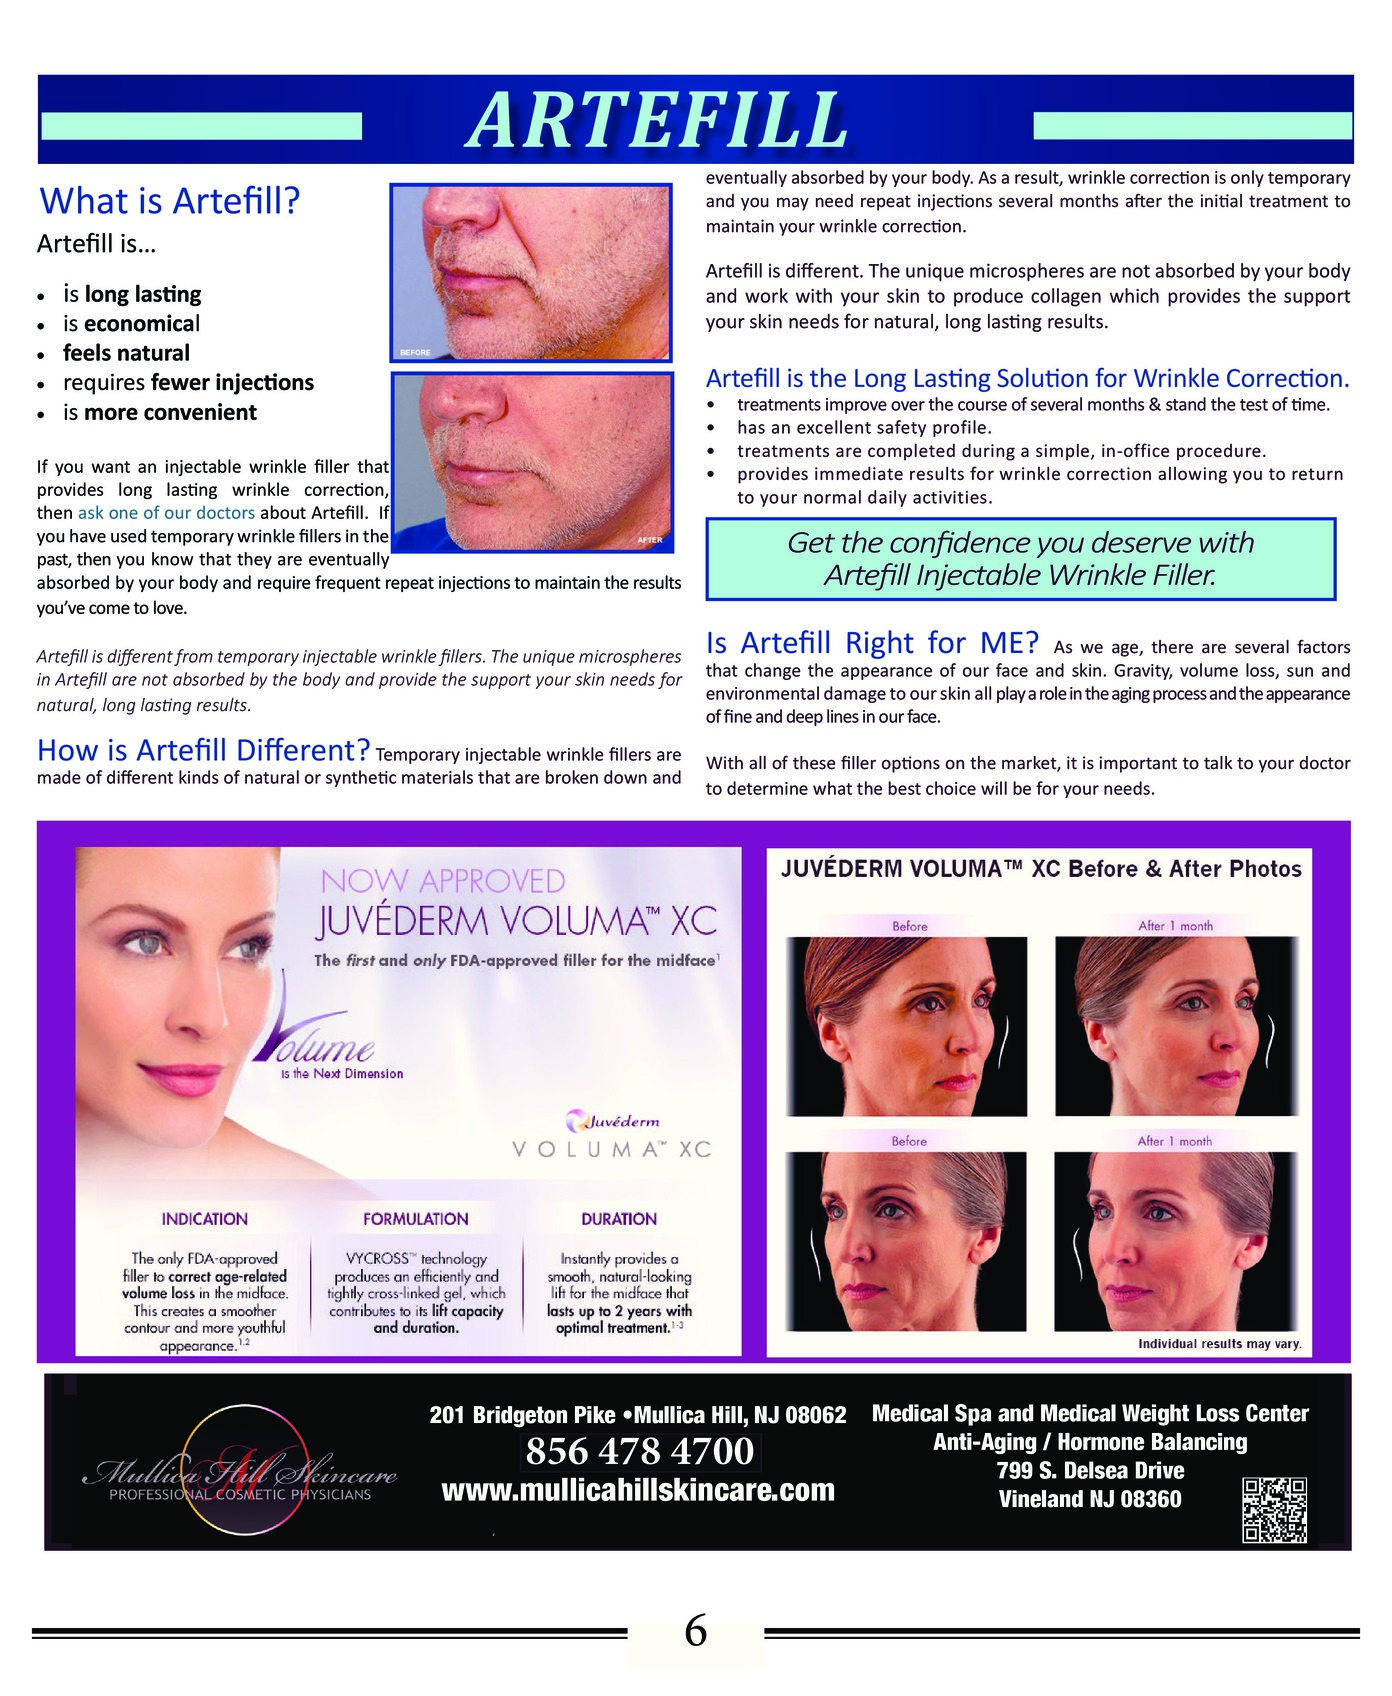 ARTEFILL
What is Artefill?
Artefill is...
• is long lasting
• is economical
• feels natural
• requires fewer injections
• is more convenient
BEFORE
AFTER
If you want an injectable wrinkle filler that
provides long lasting wrinkle correction,
then ask one of our doctors about Artefill. If
you have used temporary wrinkle fillers in the
past, then you know that they are eventually
absorbed by your body and require frequent repeat injections to maintain the results
you've come to love.
Artefill is different from temporary injectable wrinkle fillers. The unique microspheres
in Artefill are not absorbed by the body and provide the support your skin needs for
natural, long lasting results.
How is Artefill Different? Temporary injectable wrinkle fillers are
made of different kinds of natural or synthetic materials that are broken down and
eventually absorbed by your body. As a result, wrinkle correction is only temporary
and you may need repeat injections several months after the initial treatment to
maintain your wrinkle correction.
Artefill is different. The unique microspheres are not absorbed by your body
and work with your skin to produce collagen which provides the support
your skin needs for natural, long lasting results.
Artefill is the Long Lasting Solution for Wrinkle Correction.
• treatments improve over the course of several months & stand the test of time.
• has an excellent safety profile.
• treatments are completed during a simple, in-office procedure.
• provides immediate results for wrinkle correction allowing you to return
to your normal daily activities.
Get the confidence you deserve with
Artefill Injectable Wrinkle Filler.
Is Artefill Right for ME? As we age, there are several factors
that change the appearance of our face and skin. Gravity, volume loss, sun and
environmental damage to our skin all play a role in the aging process and the appearance
of fine and deep lines in our face.
With all of these filler options on the market, it is important to talk to your doctor
to determine what the best choice will be for your needs.
NOW APPROVED
JUVÉDERM VOLUMA™ XC
The first and only FDA-approved filler for the midface¹
Volume
is the Next Dimension
Juvéderm
VOLUMA™ XC
INDICATION
The only FDA-approved
filler to correct age-related
volume loss in the midface.
This creates a smoother
contour and more youthful
appearance.1,2
FORMULATION
VYCROSS™ technology
produces an efficiently and
tightly cross-linked gel, which
contributes to its lift capacity
and duration.
DURATION
Instantly provides a
smooth, natural-looking
lift for the midface that
lasts up to 2 years with
optimal treatment.1-3
JUVÉDERM VOLUMA™ XC Before & After Photos
Before
After 1 month
Before
After 1 month
Individual results may vary.
M
Mullica Hill Skincare
PROFESSIONAL COSMETIC PHYSICIANS
201 Bridgeton Pike •Mullica Hill, NJ 08062
856 478 4700
www.mullicahillskincare.com
Medical Spa and Medical Weight Loss Center
Anti-Aging / Hormone Balancing
799 S. Delsea Drive
Vineland NJ 08360
6